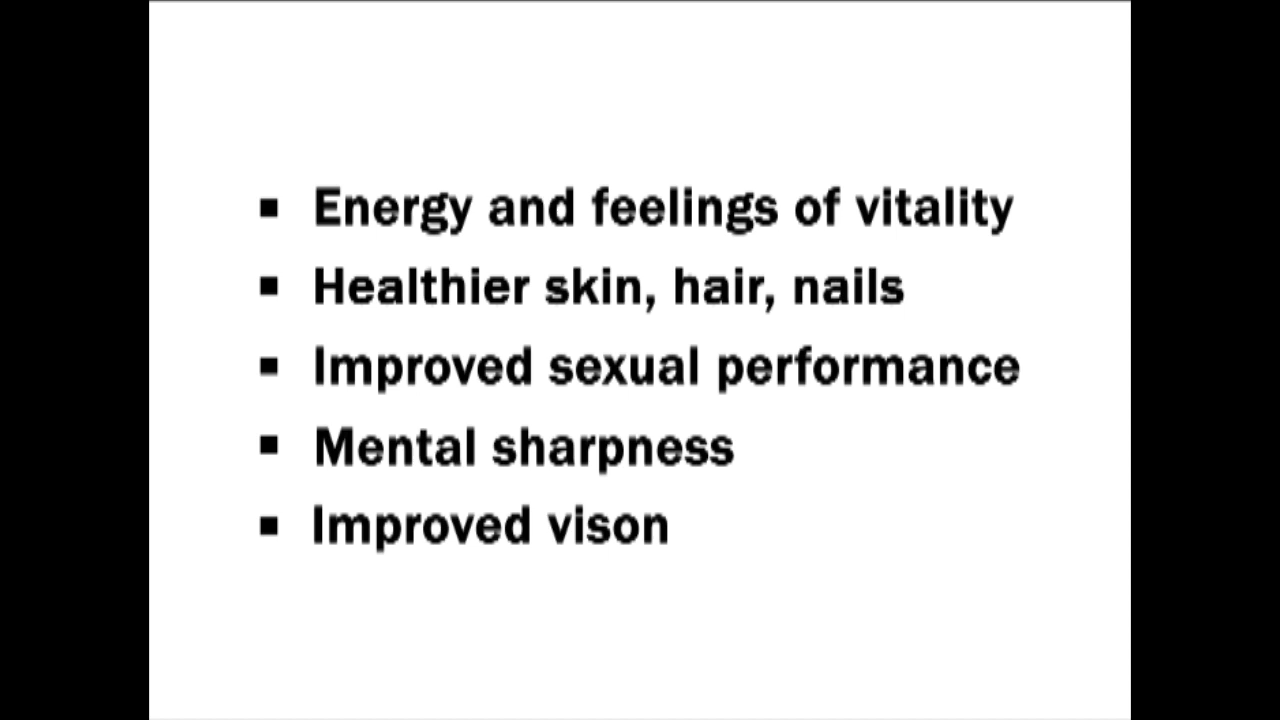 ▪ Energy and feelings of vitality
▪ Healthier skin, hair, nails
▪ Improved sexual performance
▪ Mental sharpness
▪ Improved vison